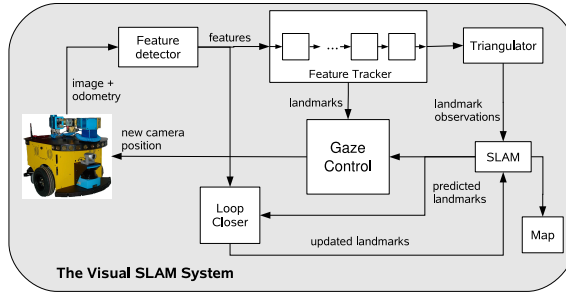 Feature
detector
features
Feature Tracker
...
Triangulator
image +
odometry
landmarks
landmark
observations
new camera
position
Gaze
Control
SLAM
predicted
landmarks
Loop
Closer
Map
updated landmarks
The Visual SLAM System